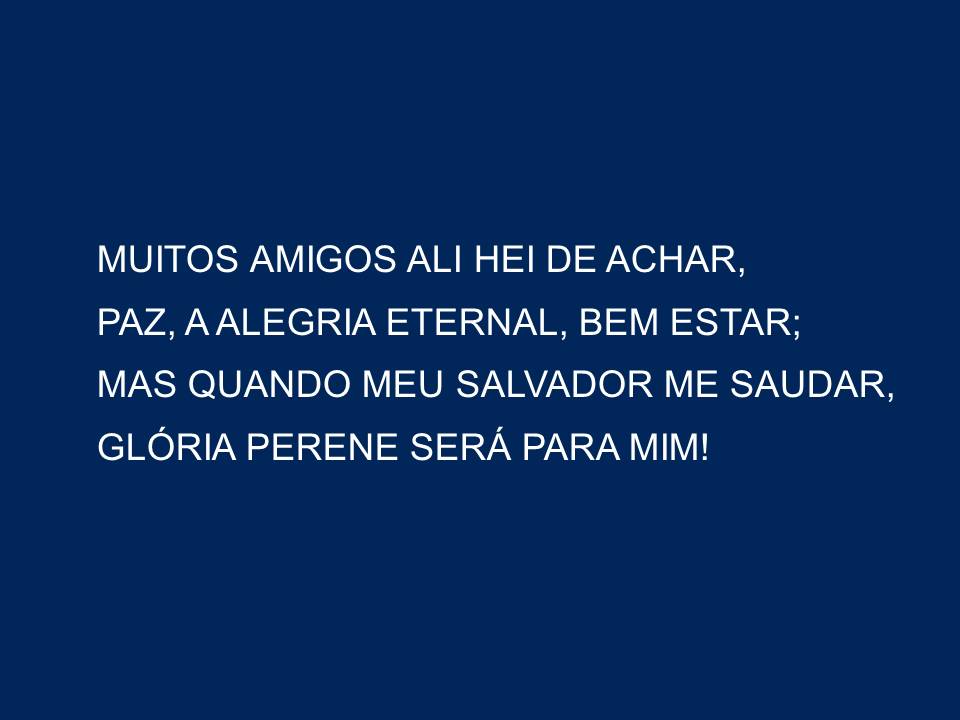 MUITOS AMIGOS ALI HEI DE ACHAR,
PAZ, A ALEGRIA ETERNAL, BEM ESTAR;
MAS QUANDO MEU SALVADOR ME SAUDAR,
GLÓRIA PERENE SERÁ PARA MIM!